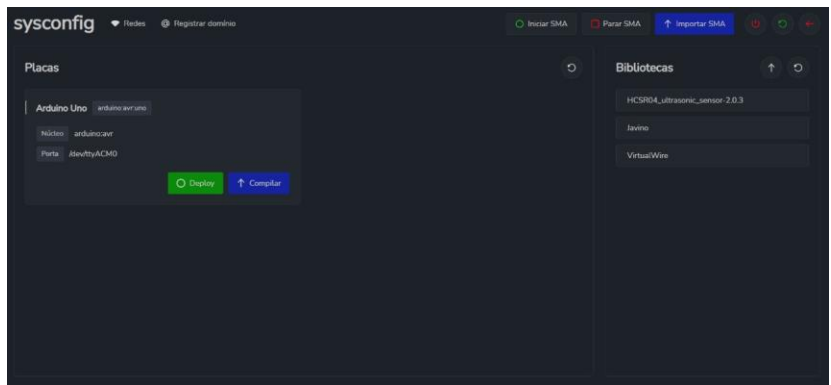 sysconfig Redes Registrar domínio Iniciar SMA Parar SMA Importar SMA
Placas
Arduino Uno arduino:avr:uno
Núcleo arduino:avr
Porta /dev/ttyACM0
Deploy Compilar
Bibliotecas
HCSR04_ultrasonic_sensor-2.0.3
Javino
VirtualWire